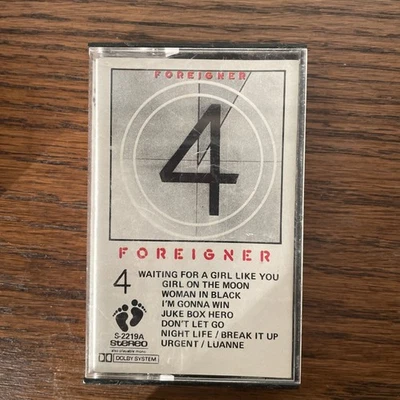 FOREIGNER
4
FOREIGNER
4 WAITING FOR A GIRL LIKE YOU
GIRL ON THE MOON
WOMAN IN BLACK
I'M GONNA WIN
JUKE BOX HERO
DON'T LET GO
NIGHT LIFE / BREAK IT UP
URGENT / LUANNE
S-2219A
stereo
DOLBY SYSTEM